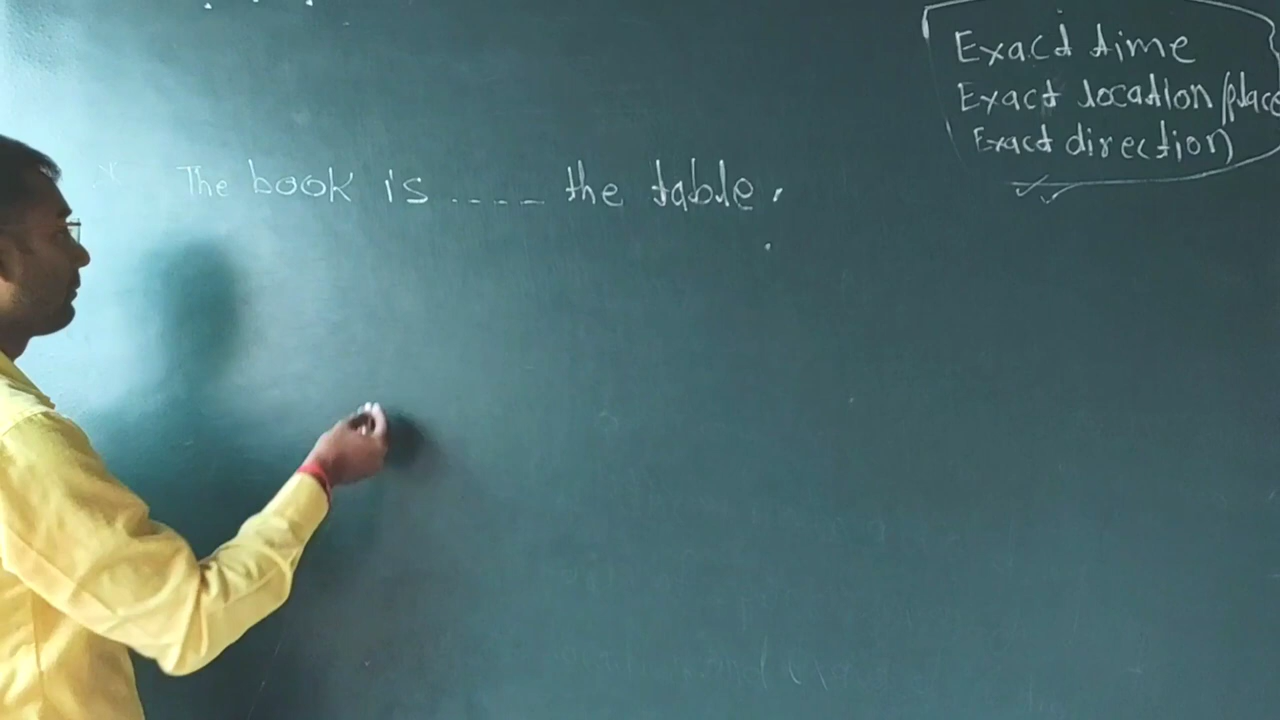 Exact time
Exact location/place
Exact direction
* The book is .... the table.